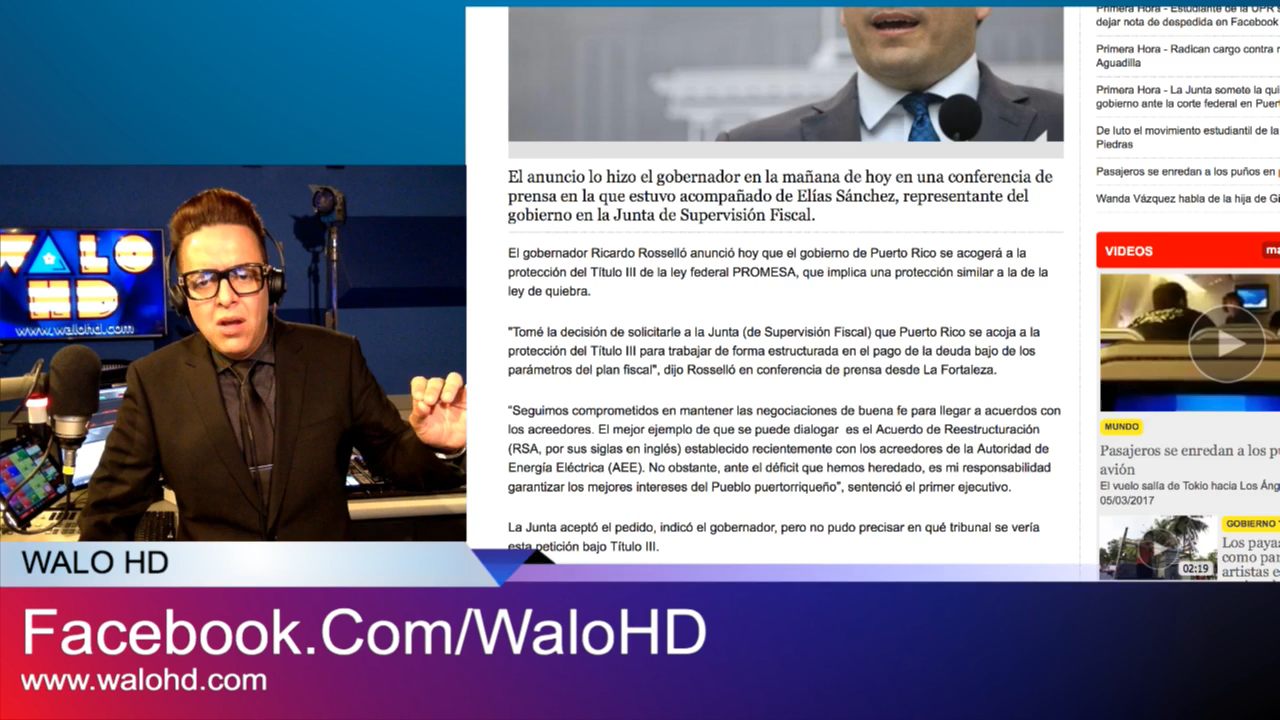 WALO
HD
www.walohd.com
El anuncio lo hizo el gobernador en la mañana de hoy en una conferencia de
prensa en la que estuvo acompañado de Elías Sánchez, representante del
gobierno en la Junta de Supervisión Fiscal.
El gobernador Ricardo Rosselló anunció hoy que el gobierno de Puerto Rico se acogerá a la
protección del Título III de la ley federal PROMESA, que implica una protección similar a la de la
ley de quiebra.
"Tomé la decisión de solicitarle a la Junta (de Supervisión Fiscal) que Puerto Rico se acoja a la
protección del Título III para trabajar de forma estructurada en el pago de la deuda bajo de los
parámetros del plan fiscal", dijo Rosselló en conferencia de prensa desde La Fortaleza.
"Seguimos comprometidos en mantener las negociaciones de buena fe para llegar a acuerdos con
los acreedores. El mejor ejemplo de que se puede dialogar es el Acuerdo de Reestructuración
(RSA, por sus siglas en inglés) establecido recientemente con los acreedores de la Autoridad de
Energía Eléctrica (AEE). No obstante, ante el déficit que hemos heredado, es mi responsabilidad
garantizar los mejores intereses del Pueblo puertorriqueño", sentenció el primer ejecutivo.
La Junta aceptó el pedido, indicó el gobernador, pero no pudo precisar en qué tribunal se vería
esta petición bajo Título III.
Primera Hora - Estudiante de la UPR
dejar nota de despedida en Facebook
Primera Hora - Radican cargo contra
Aguadilla
Primera Hora - La Junta somete la
gobierno ante la corte federal en
De luto el movimiento estudiantil de la
Piedras
Pasajeros se enredan a los puños en
Wanda Vázquez habla de la hija de
VIDEOS
MUNDO
Pasajeros se enredan a los
avión
El vuelo salía de Tokio hacia Los
05/03/2017
02:19
GOBIERNO
Los
como
artistas
WALO HD
Facebook.Com/WaloHD
www.walohd.com